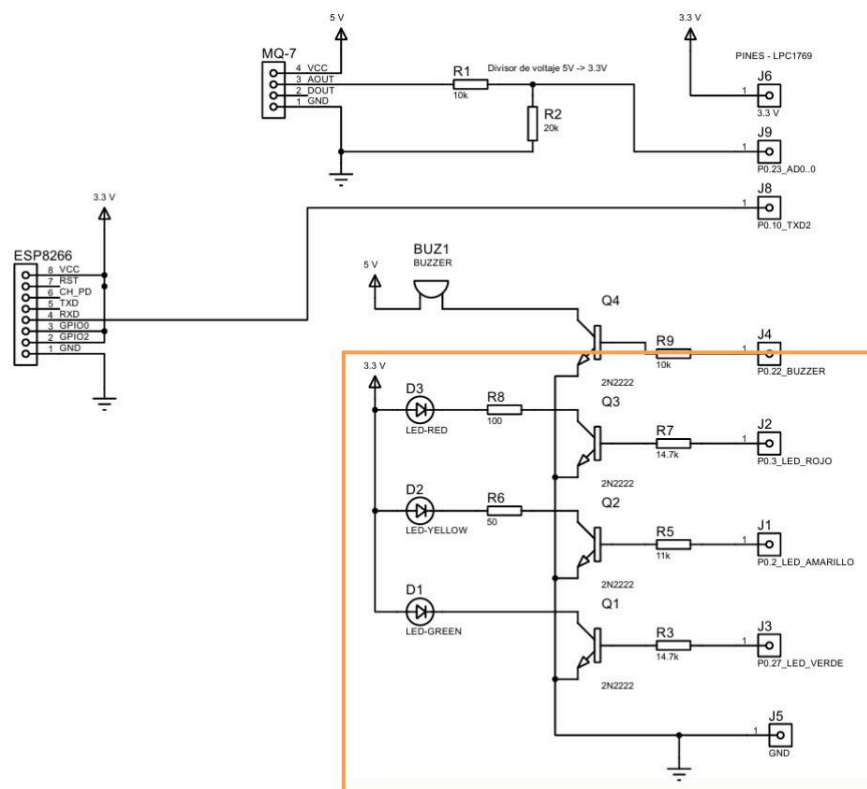 5 V
3.3 V
MQ-7
PINES - LPC1769
4 VCC
3 AOUT
2 DOUT
1 GND
R1
10k
Divisor de voltaje 5V -> 3.3V
R2
20k
J6
1
3.3 V
J9
1
P0.23_AD0..0
J8
1
P0.10_TXD2
3.3 V
ESP8266
8 VCC
7 RST
6 CH_PD
5 TXD
4 RXD
3 GPIO0
2 GPIO2
1 GND
BUZ1
BUZZER
5 V
Q4
2N2222
R9
10k
J4
1
P0.22_BUZZER
3.3 V
D3
LED-RED
R8
100
Q3
2N2222
R7
14.7k
J2
1
P0.3_LED_ROJO
D2
LED-YELLOW
R6
50
Q2
2N2222
R5
11k
J1
1
P0.2_LED_AMARILLO
D1
LED-GREEN
Q1
2N2222
R3
14.7k
J3
1
P0.27_LED_VERDE
J5
1
GND